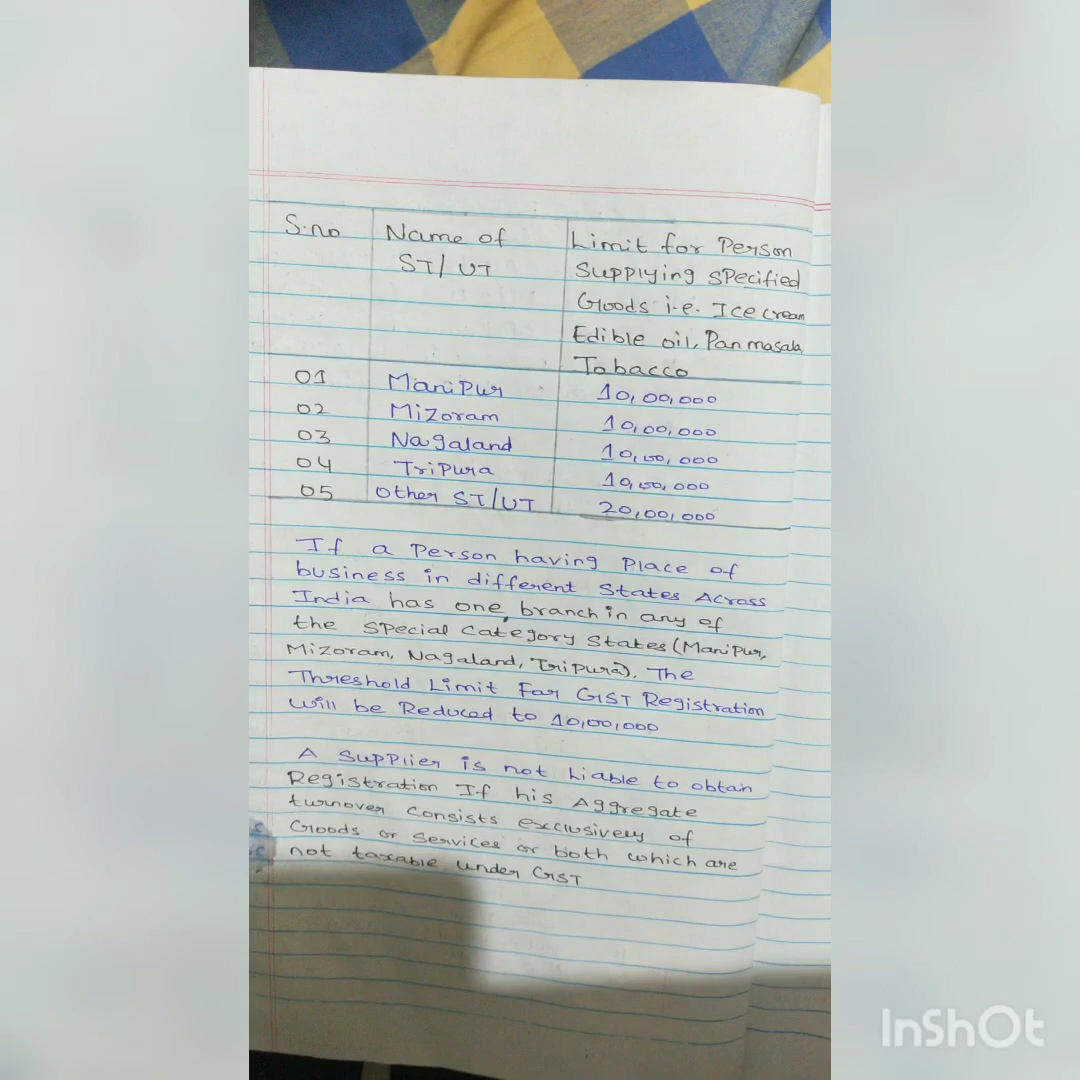 S.no Name of ST/UT Limit for Person
Supplying Specified
Goods i.e. Ice cream
Edible oil, Pan masala,
Tobacco
01 Manipur 10,00,000
02 Mizoram 10,00,000
03 Nagaland 10,00,000
04 Tripura 10,00,000
05 other ST/UT 20,00,000
If a Person having Place of
business in different States Across
India has one branch in any of
the Special Category States (Manipur,
Mizoram, Nagaland, Tripura). The
Threshold Limit For GST Registration
will be Reduced to 10,00,000
A Supplier is not Liable to obtain
Registration If his Aggregate
turnover consists exclusively of
Goods or Services or both which are
not taxable under GST
InShOt